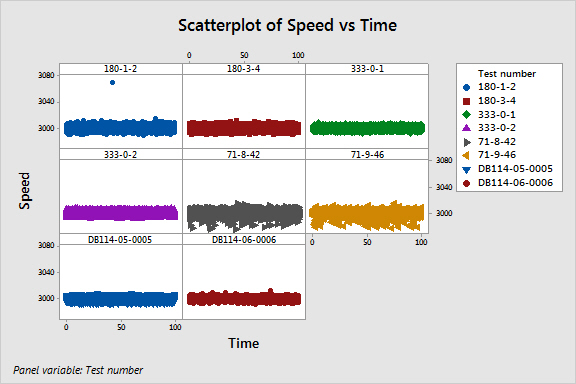 Scatterplot of Speed vs Time
0 50 100
180-1-2 180-3-4 333-0-1
3080
3040
3000
333-0-2 71-8-42 71-9-46
3080
3040
3000
DB114-05-0005 DB114-06-0006
0 50 100
3080
3040
3000
0 50 100
Speed
Time
Test number
180-1-2
180-3-4
333-0-1
333-0-2
71-8-42
71-9-46
DB114-05-0005
DB114-06-0006
Panel variable: Test number